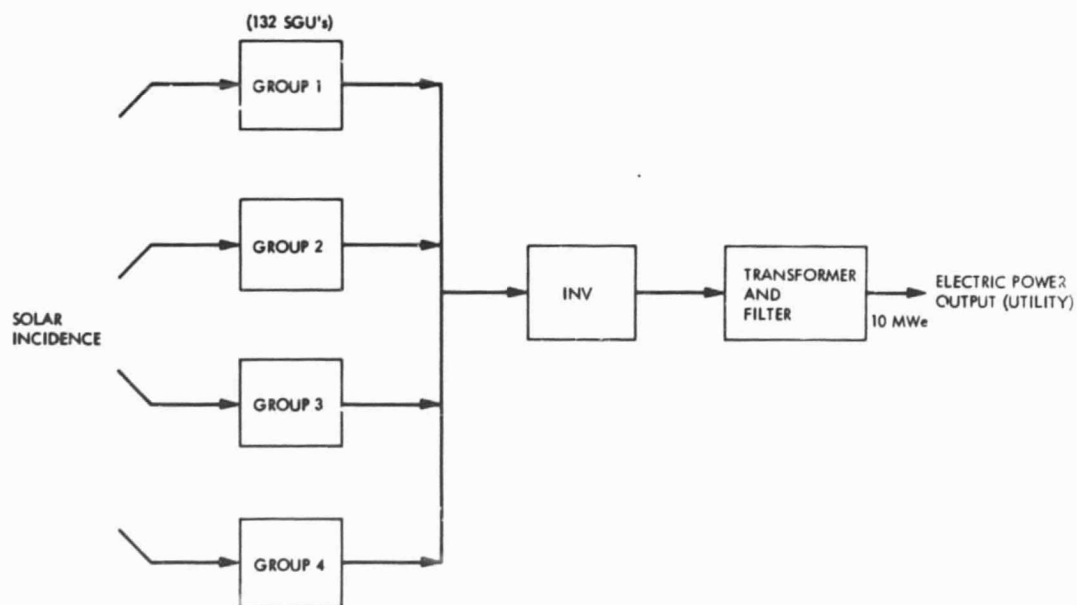 (132 SGU's)
GROUP 1
GROUP 2
SOLAR
INCIDENCE
GROUP 3
GROUP 4
INV
TRANSFORMER
AND
FILTER
10 MWe
ELECTRIC POWER
OUTPUT (UTILITY)